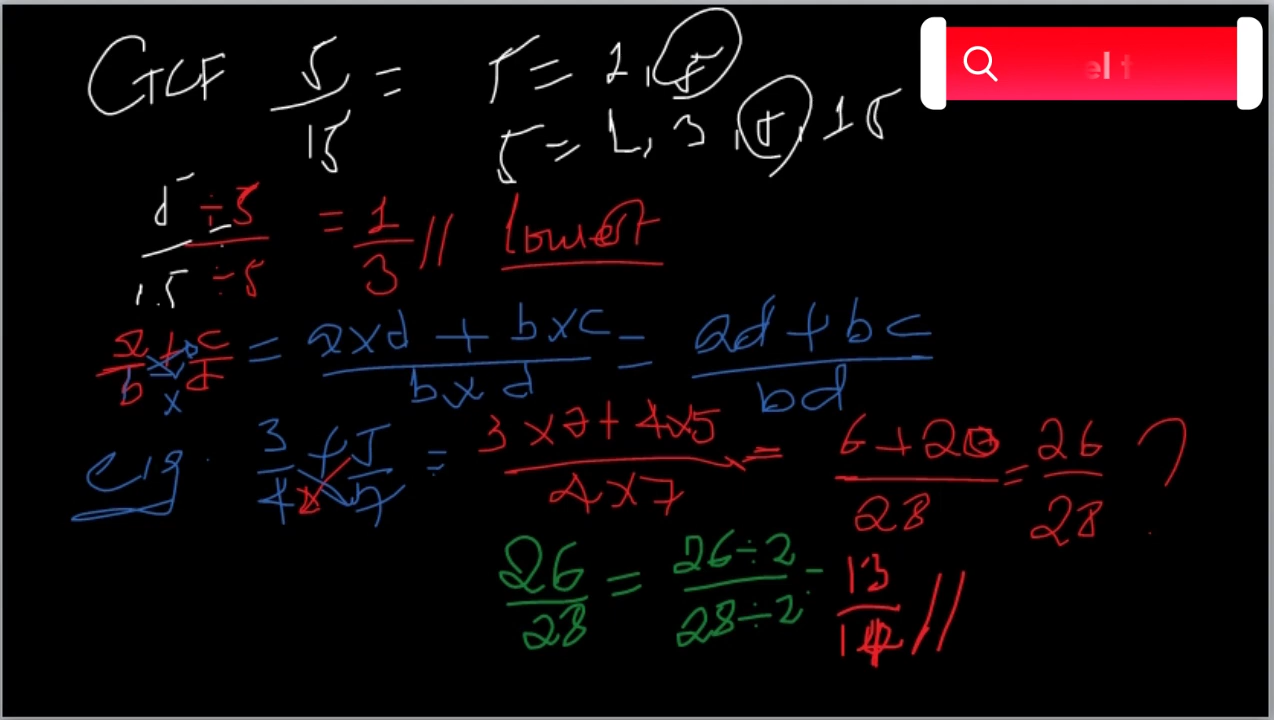 GCF 5/15 = 5 = 1, 5
5 = 1, 3, 5, 15
5 ÷ 5 / 15 ÷ 5 = 1/3 // lowest
a/b + c/d = a×d + b×c / b×d = ad + bc / bd
e.g. 3/4 + 5/7 = 3×7 + 4×5 / 4×7 = 6+20 / 28 = 26/28 ?
26/28 = 26÷2 / 28÷2 = 13/14 //